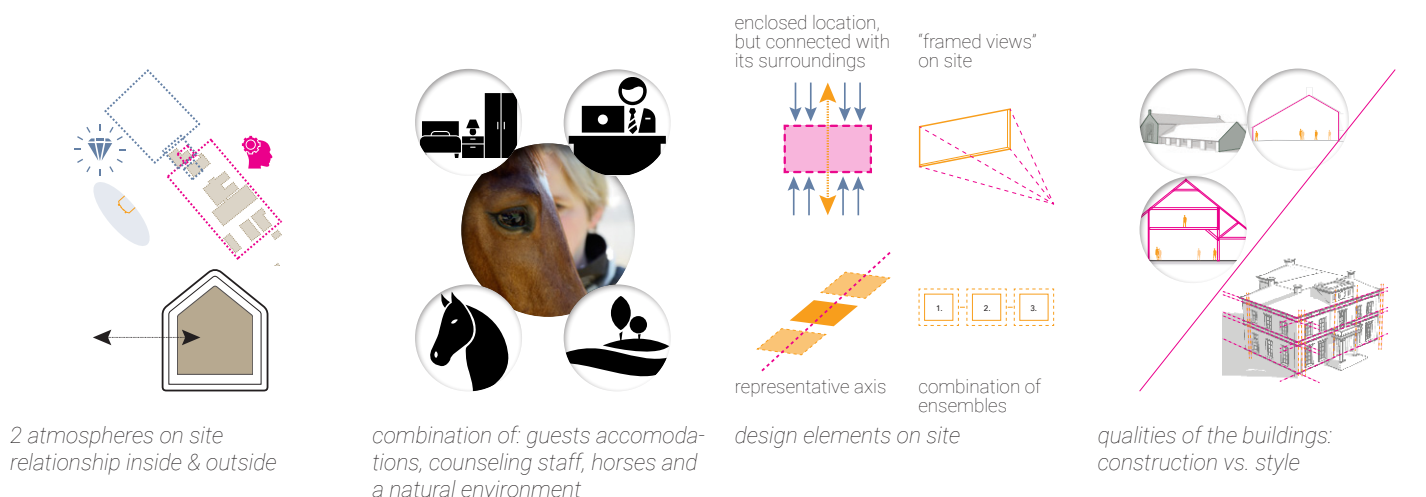 enclosed location,
but connected with
its surroundings
"framed views"
on site
1.
2.
3.
representative axis
combination of
ensembles
2 atmospheres on site
relationship inside & outside
combination of: guests accomoda-
tions, counseling staff, horses and
a natural environment
design elements on site
qualities of the buildings:
construction vs. style